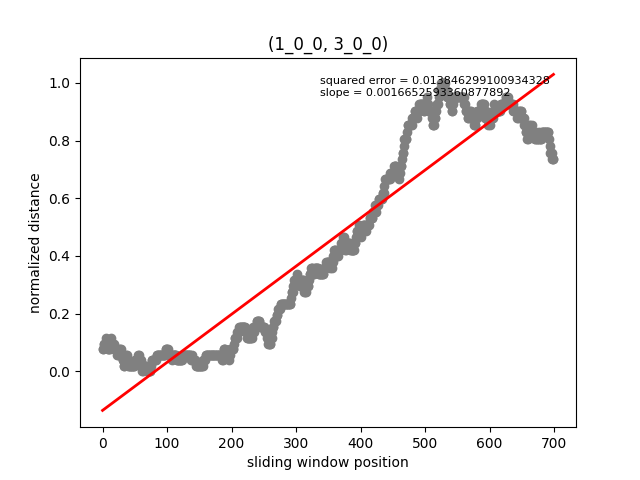 (1_0_0, 3_0_0)
squared error = 0.013846299100934328
slope = 0.0016652593360877892
normalized distance
1.0
0.8
0.6
0.4
0.2
0.0
0 100 200 300 400 500 600 700
sliding window position